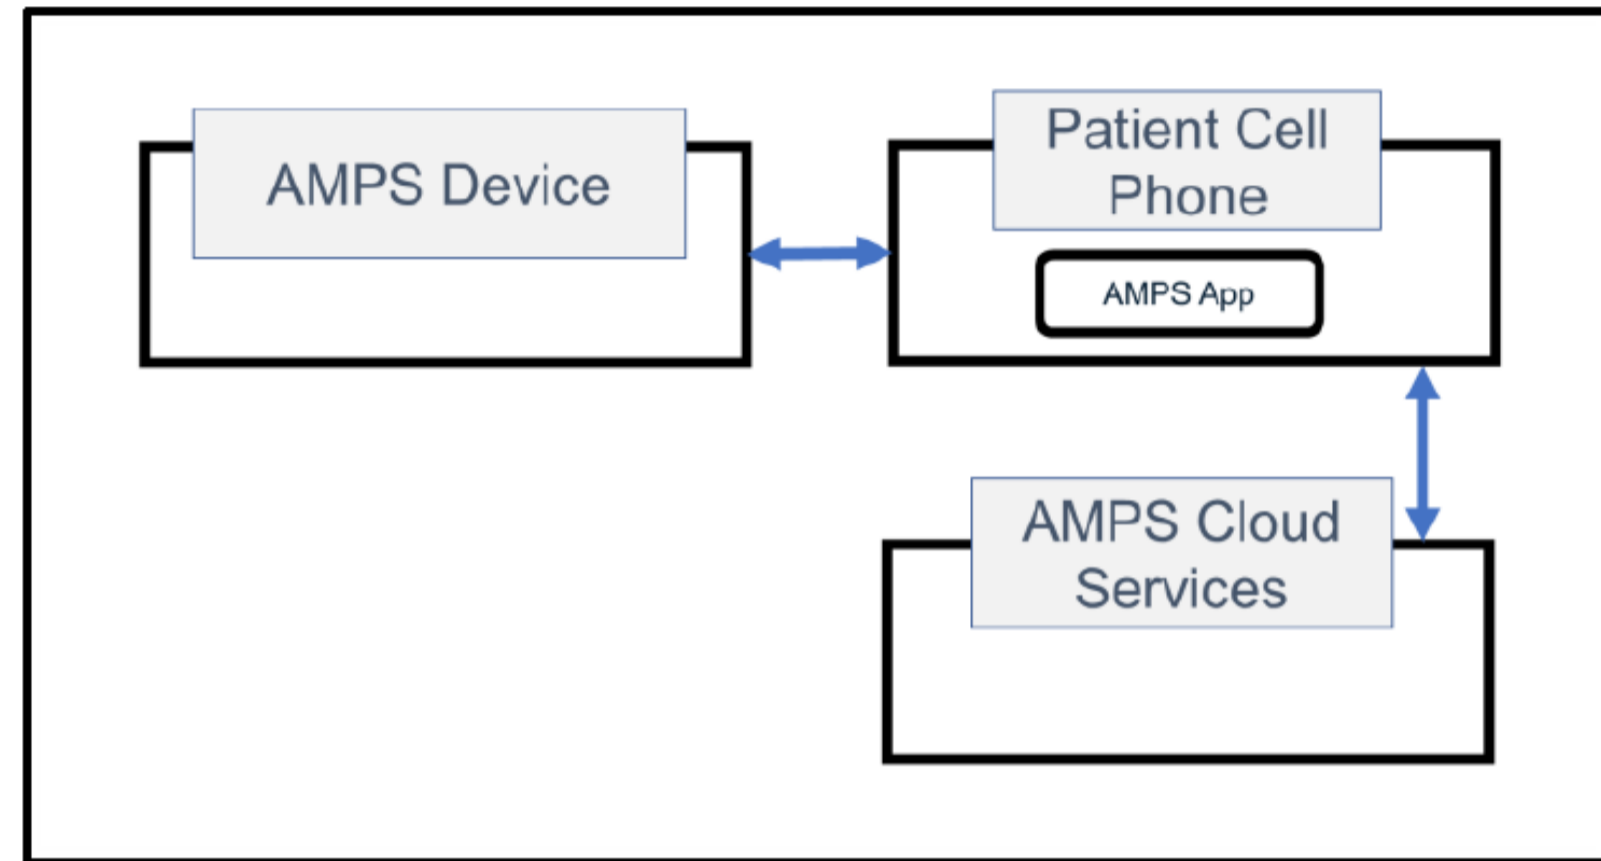 AMPS Device
Patient Cell
Phone
AMPS App
AMPS Cloud
Services